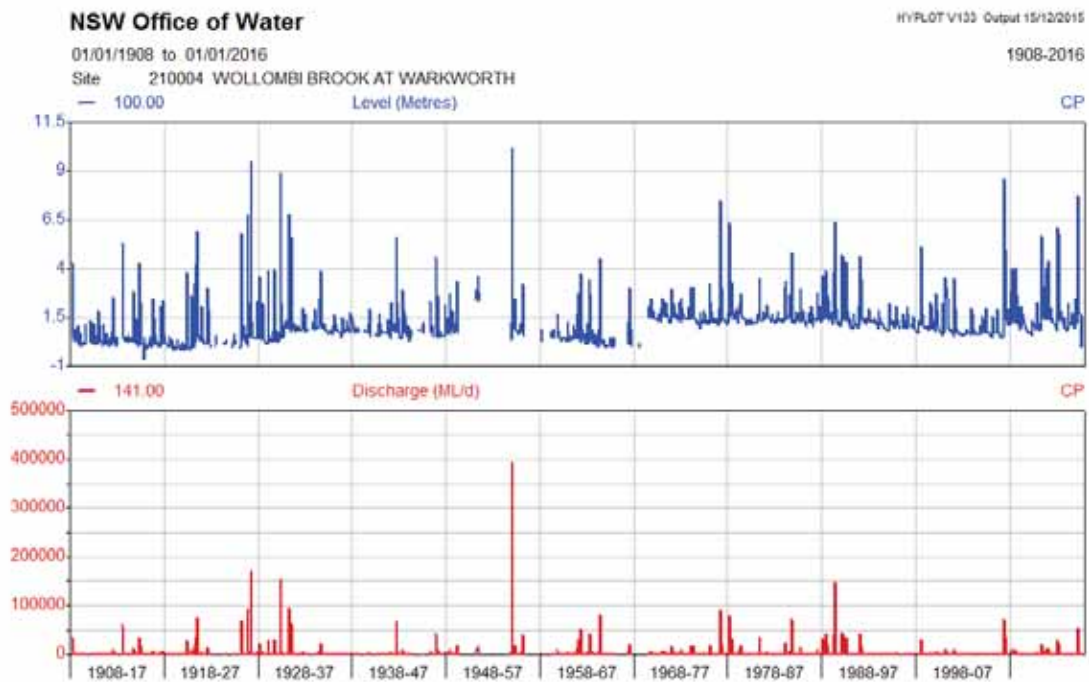 NSW Office of Water
HYPLOT V133 Output 15/12/2015
01/01/1908 to 01/01/2016
1908-2016
Site 210004 WOLLOMBI BROOK AT WARKWORTH
100.00 Level (Metres) CP
11.5
9
6.5
4
1.5
-1
141.00 Discharge (ML/d) CP
500000
400000
300000
200000
100000
0
1908-17 1918-27 1928-37 1938-47 1948-57 1958-67 1968-77 1978-87 1988-97 1998-07